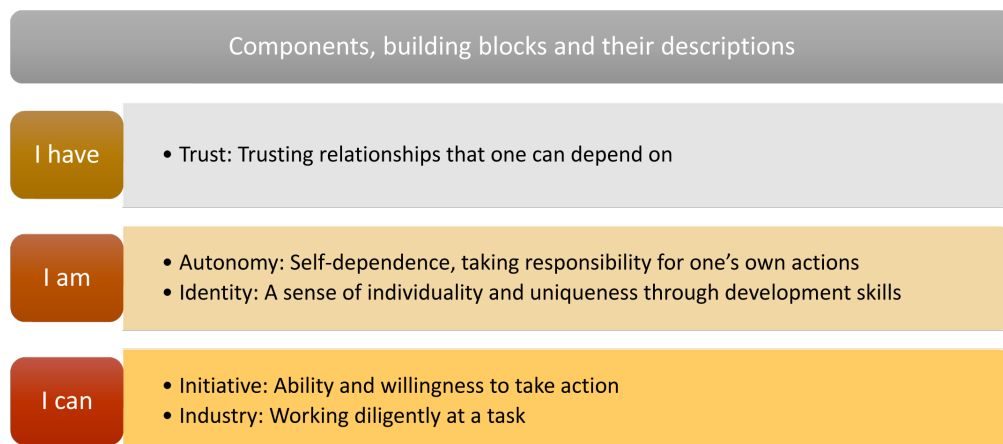 Components, building blocks and their descriptions
I have
• Trust: Trusting relationships that one can depend on
I am
• Autonomy: Self-dependence, taking responsibility for one’s own actions
• Identity: A sense of individuality and uniqueness through development skills
I can
• Initiative: Ability and willingness to take action
• Industry: Working diligently at a task